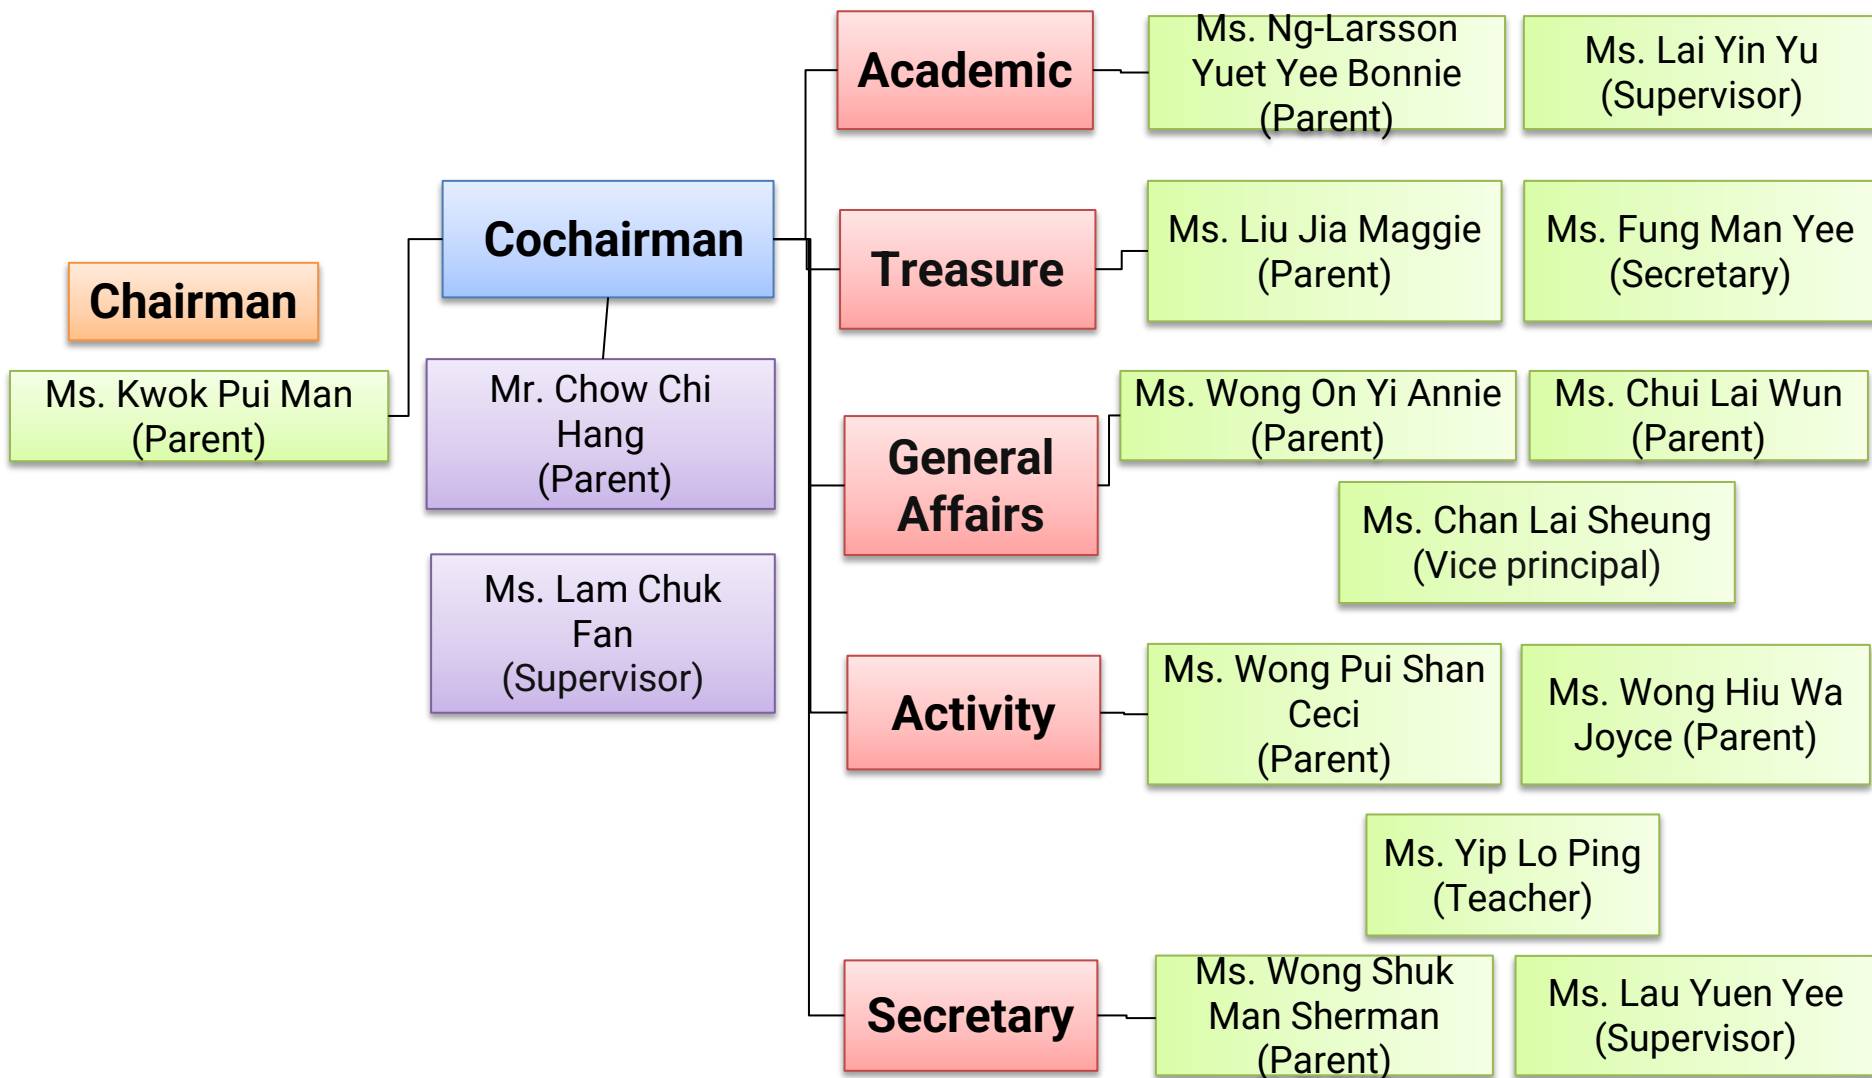 Chairman
Ms. Kwok Pui Man
(Parent)
Cochairman
Mr. Chow Chi
Hang
(Parent)
Ms. Lam Chuk
Fan
(Supervisor)
Academic
Ms. Ng-Larsson
Yuet Yee Bonnie
(Parent)
Ms. Lai Yin Yu
(Supervisor)
Treasure
Ms. Liu Jia Maggie
(Parent)
Ms. Fung Man Yee
(Secretary)
General
Affairs
Ms. Wong On Yi Annie
(Parent)
Ms. Chui Lai Wun
(Parent)
Ms. Chan Lai Sheung
(Vice principal)
Activity
Ms. Wong Pui Shan
Ceci
(Parent)
Ms. Wong Hiu Wa
Joyce (Parent)
Ms. Yip Lo Ping
(Teacher)
Secretary
Ms. Wong Shuk
Man Sherman
(Parent)
Ms. Lau Yuen Yee
(Supervisor)